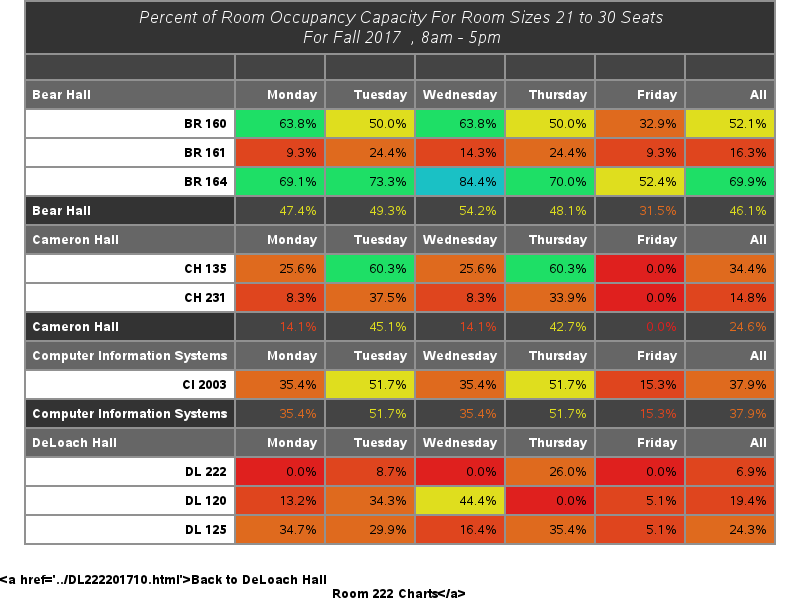 Percent of Room Occupancy Capacity For Room Sizes 21 to 30 Seats
For Fall 2017 , 8am - 5pm
Bear Hall Monday Tuesday Wednesday Thursday Friday All
BR 160 63.8% 50.0% 63.8% 50.0% 32.9% 52.1%
BR 161 9.3% 24.4% 14.3% 24.4% 9.3% 16.3%
BR 164 69.1% 73.3% 84.4% 70.0% 52.4% 69.9%
Bear Hall 47.4% 49.3% 54.2% 48.1% 31.5% 46.1%
Cameron Hall Monday Tuesday Wednesday Thursday Friday All
CH 135 25.6% 60.3% 25.6% 60.3% 0.0% 34.4%
CH 231 8.3% 37.5% 8.3% 33.9% 0.0% 14.8%
Cameron Hall 14.1% 45.1% 14.1% 42.7% 0.0% 24.6%
Computer Information Systems Monday Tuesday Wednesday Thursday Friday All
CI 2003 35.4% 51.7% 35.4% 51.7% 15.3% 37.9%
Computer Information Systems 35.4% 51.7% 35.4% 51.7% 15.3% 37.9%
DeLoach Hall Monday Tuesday Wednesday Thursday Friday All
DL 222 0.0% 8.7% 0.0% 26.0% 0.0% 6.9%
DL 120 13.2% 34.3% 44.4% 0.0% 5.1% 19.4%
DL 125 34.7% 29.9% 16.4% 35.4% 5.1% 24.3%
<a href='../DL222201710.html'>Back to DeLoach Hall
Room 222 Charts</a>